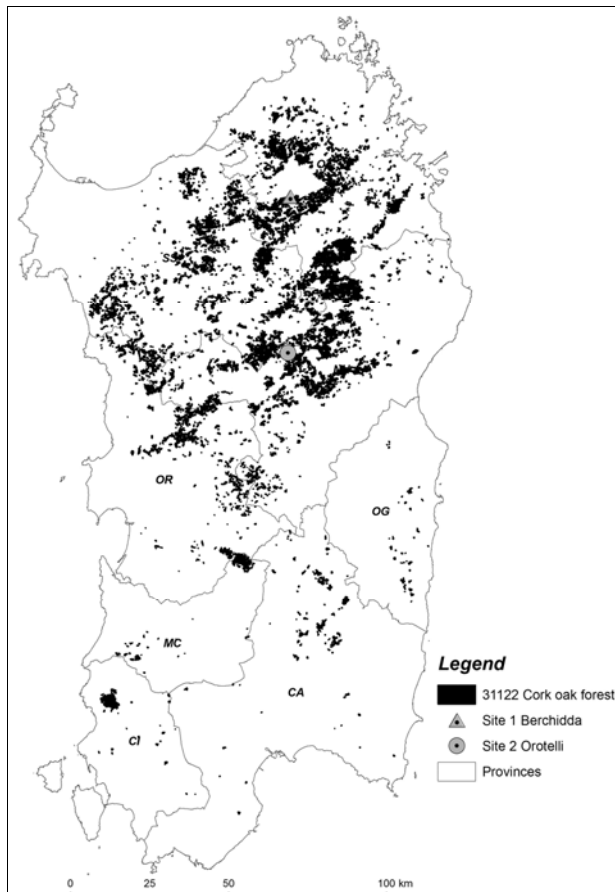 OR
OG
MC
CA
CI
Legend
31122 Cork oak forest
Site 1 Berchidda
Site 2 Orotelli
Provinces
0 25 50 100 km